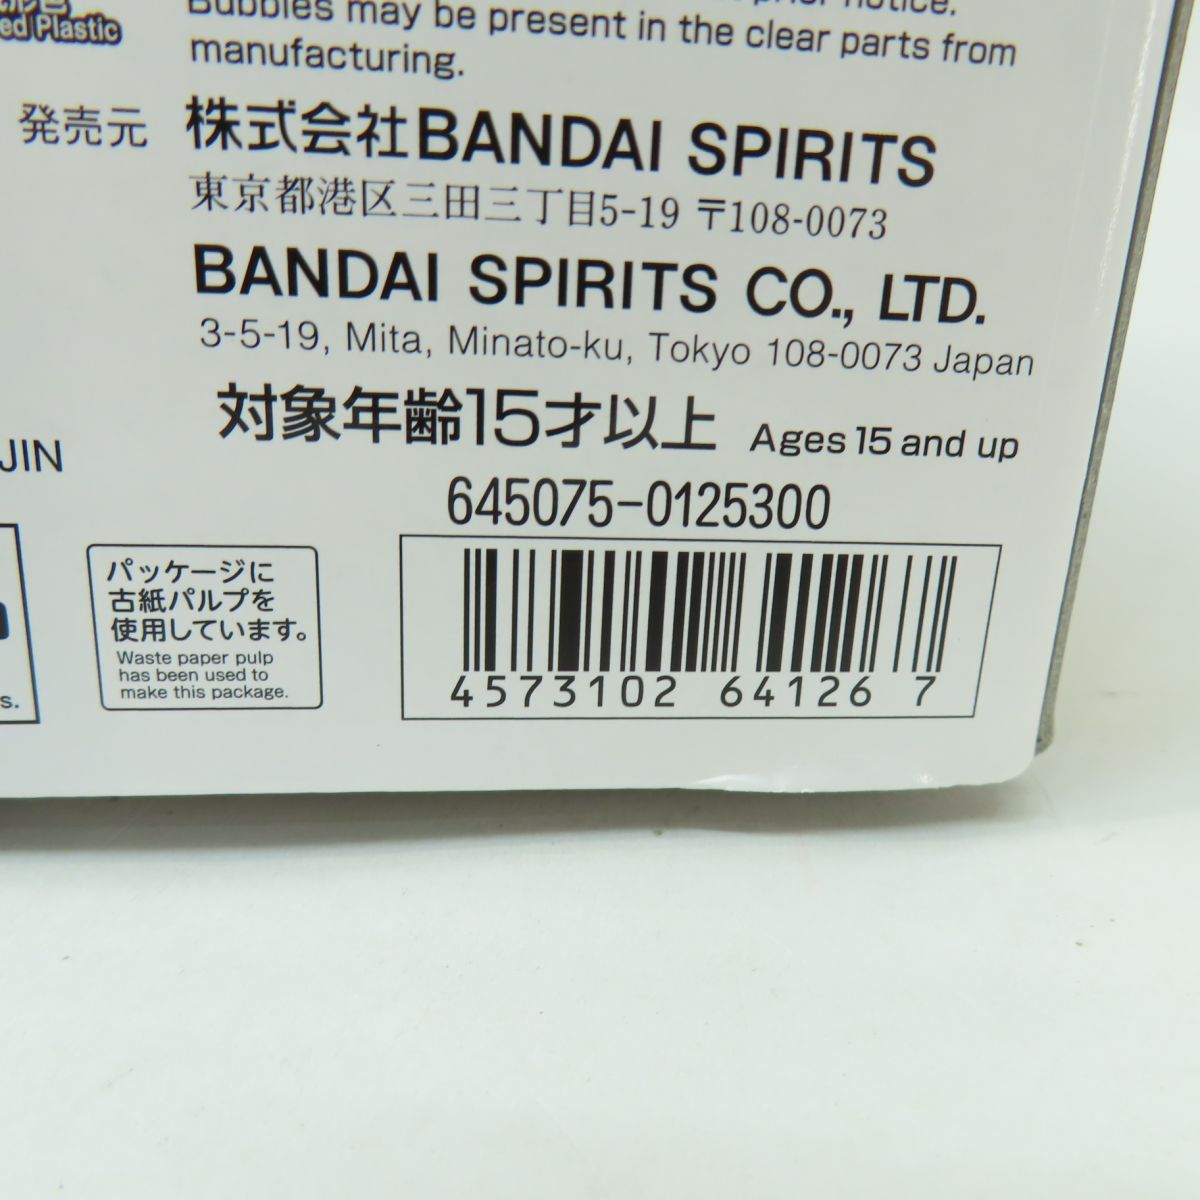 ed Plastic
prior notice.
Bubbles may be present in the clear parts from
manufacturing.
発売元 株式会社BANDAI SPIRITS
東京都港区三田三丁目5-19 〒108-0073
BANDAI SPIRITS CO., LTD.
3-5-19, Mita, Minato-ku, Tokyo 108-0073 Japan
対象年齢15才以上 Ages 15 and up
JIN
645075-0125300
パッケージに
古紙パルプを
使用しています。
Waste paper pulp
has been used to
make this package.
s.
4573102 64126 7